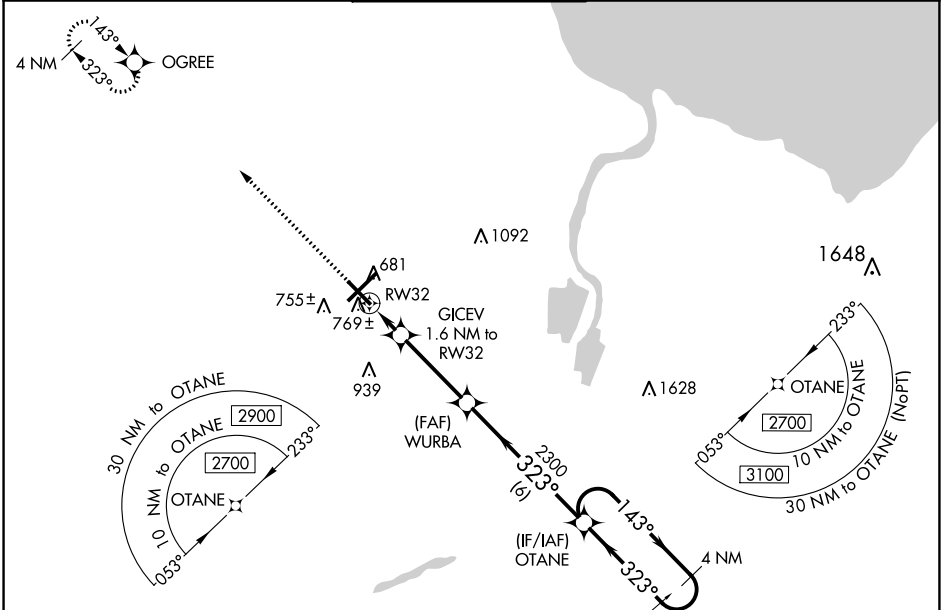 143°
4 NM
323°
OGREE
1092
1648
681
RW32
755±
769±
GICEV
1.6 NM to
RW32
939
1628
(FAF)
WURBA
2300
323°
(6)
(IF/IAF)
OTANE
143°
323°
4 NM
30 NM to OTANE
2900
10 NM to OTANE
2700
233°
OTANE
053°
233°
OTANE
2700
10 NM to OTANE
053°
3100
30 NM to OTANE (NoPT)